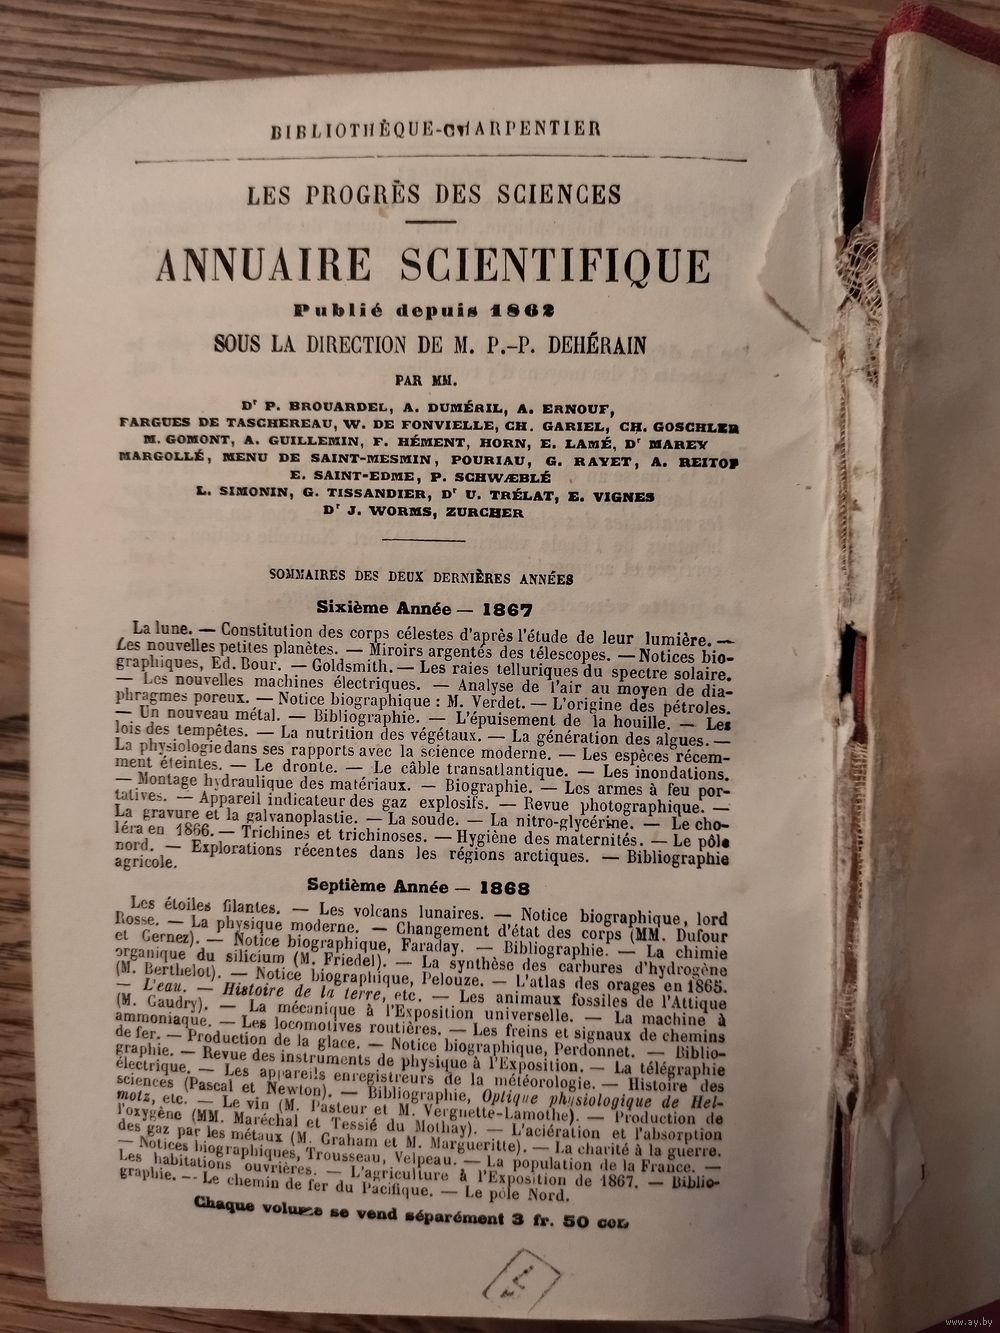 BIBLIOTHÈQUE-CHARPENTIER
LES PROGRÈS DES SCIENCES
ANNUAIRE SCIENTIFIQUE
Publié depuis 1862
SOUS LA DIRECTION DE M. P.-P. DEHÉRAIN
PAR MM.
Dr P. BROUARDEL, A. DUMÉRIL, A. ERNOUF,
FARGUES DE TASCHEREAU, W. DE FONVIELLE, CH. GARIEL, CH. GOSCHLER
M. GOMONT, A. GUILLEMIN, F. HÉMENT, HORN, E. LAMÉ, Dr MAREY
MARGOLLÉ, MENU DE SAINT-MESMIN, POURIAU, G. RAYET, A. REITOP
E. SAINT-EDME, P. SCHWÆBLÉ
L. SIMONIN, G. TISSANDIER, Dr U. TRÉLAT, E. VIGNES
Dr J. WORMS, ZURCHER
SOMMAIRES DES DEUX DERNIÈRES ANNÉES
Sixième Année — 1867
La lune. — Constitution des corps célestes d'après l'étude de leur lumière. —
Les nouvelles petites planètes. — Miroirs argentés des télescopes. — Notices bio-
graphiques, Ed. Bour. — Goldsmith. — Les raies telluriques du spectre solaire.
— Les nouvelles machines électriques. — Analyse de l'air au moyen de dia-
phragmes poreux. — Notice biographique : M. Verdet. — L'origine des pétroles.
— Un nouveau métal. — Bibliographie. — L'épuisement de la houille. — Les
lois des tempêtes. — La nutrition des végétaux. — La génération des algues. —
La physiologie dans ses rapports avec la science moderne. — Les espèces récem-
ment éteintes. — Le dronte. — Le câble transatlantique. — Les inondations.
— Montage hydraulique des matériaux. — Biographie. — Les armes à feu por-
tatives. — Appareil indicateur des gaz explosifs. — Revue photographique. —
La gravure et la galvanoplastie. — La soude. — La nitro-glycérine. — Le cho-
léra en 1866. — Trichines et trichinoses. — Hygiène des maternités. — Le pôle
nord. — Explorations récentes dans les régions arctiques. — Bibliographie
agricole.
Septième Année — 1868
Les étoiles filantes. — Les volcans lunaires. — Notice biographique, lord
Rosse. — La physique moderne. — Changement d'état des corps (MM. Dufour
et Gernez). — Notice biographique, Faraday. — Bibliographie. — La chimie
organique du silicium (M. Friedel). — La synthèse des carbures d'hydrogène
(M. Berthelot). — Notice biographique, Pelouze. — L'atlas des orages en 1865.
— L'eau. — Histoire de la terre, etc. — Les animaux fossiles de l'Attique
(M. Gaudry). — La mécanique à l'Exposition universelle. — La machine à
ammoniaque. — Les locomotives routières. — Les freins et signaux de chemins
de fer. — Production de la glace. — Notice biographique, Perdonnet. — Biblio-
graphie. — Revue des instruments de physique à l'Exposition. — La télégraphie
électrique. — Les appareils enregistreurs de la météorologie. — Histoire des
sciences (Pascal et Newton). — Bibliographie, Optique physiologique de Hel-
motz, etc. — Le vin (M. Pasteur et M. Vergnette-Lamothe). — Production de
l'oxygène (MM. Maréchal et Tessié du Mothay). — L'aciération et l'absorption
des gaz par les métaux (M. Graham et M. Margueritte). — La charité à la guerre.
— Notices biographiques, Trousseau, Velpeau. — La population de la France. —
Les habitations ouvrières. — L'agriculture à l'Exposition de 1867. — Biblio-
graphie. — Le chemin de fer du Pacifique. — Le pôle Nord.
Chaque volume se vend séparément 3 fr. 50 cen
www.ay.by